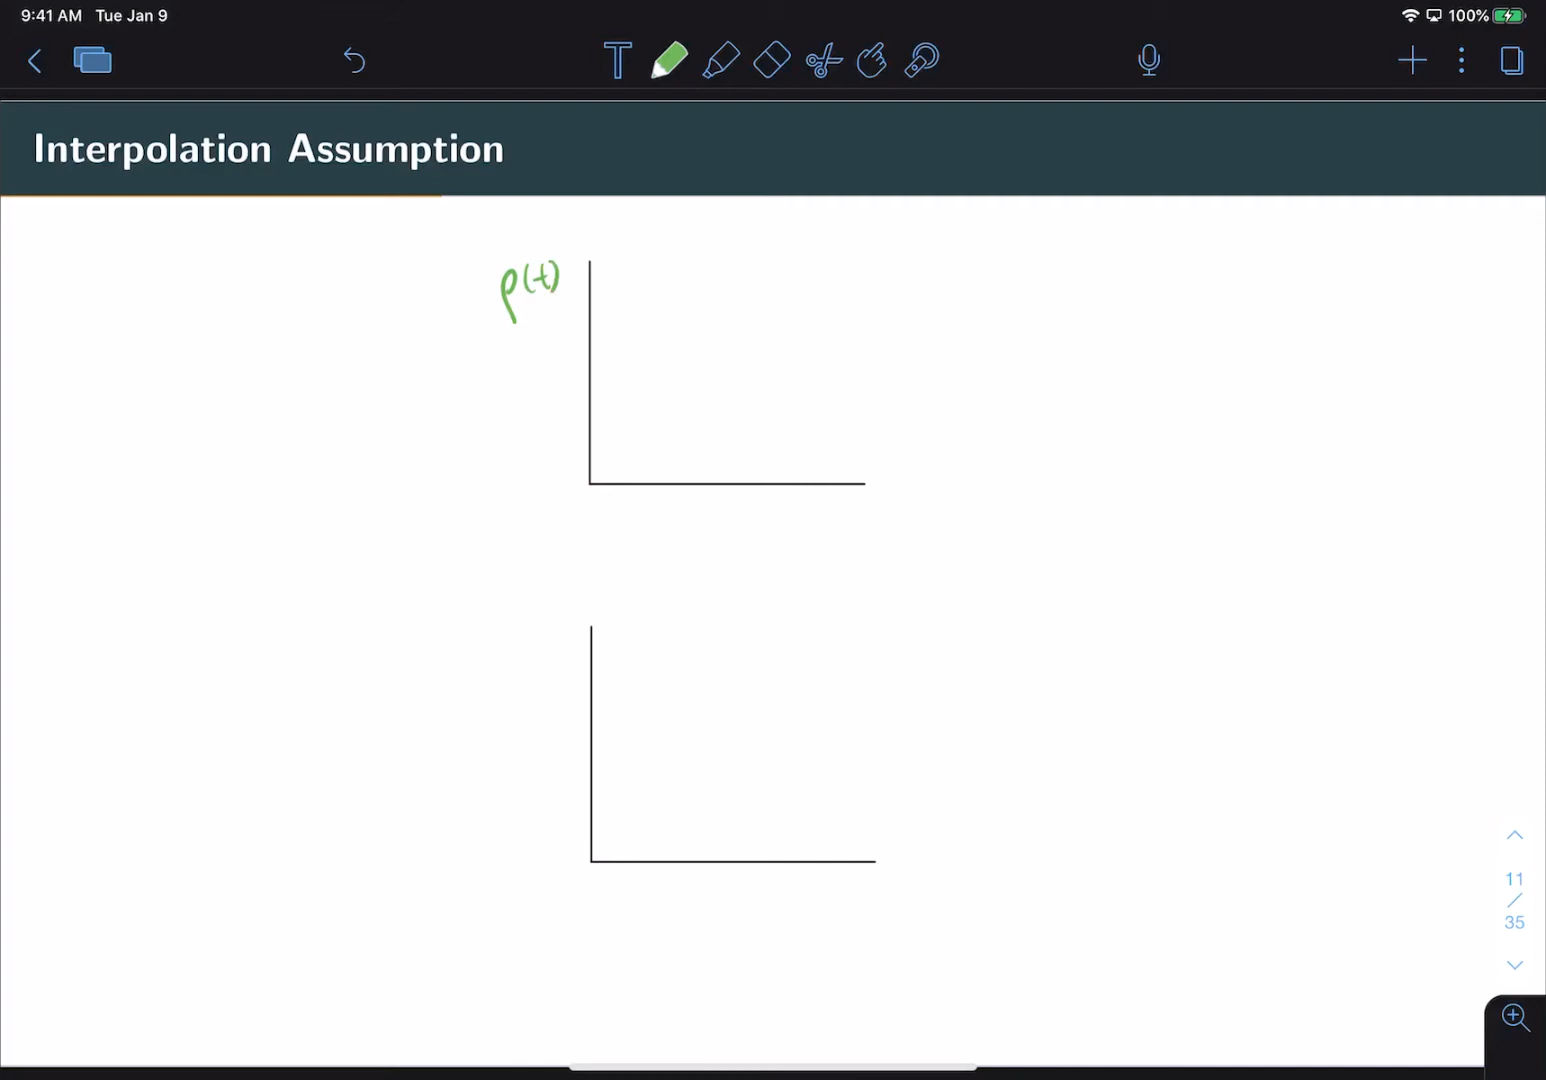 9:41 AM Tue Jan 9
100%
Interpolation Assumption
ρ(t)
11
/
35